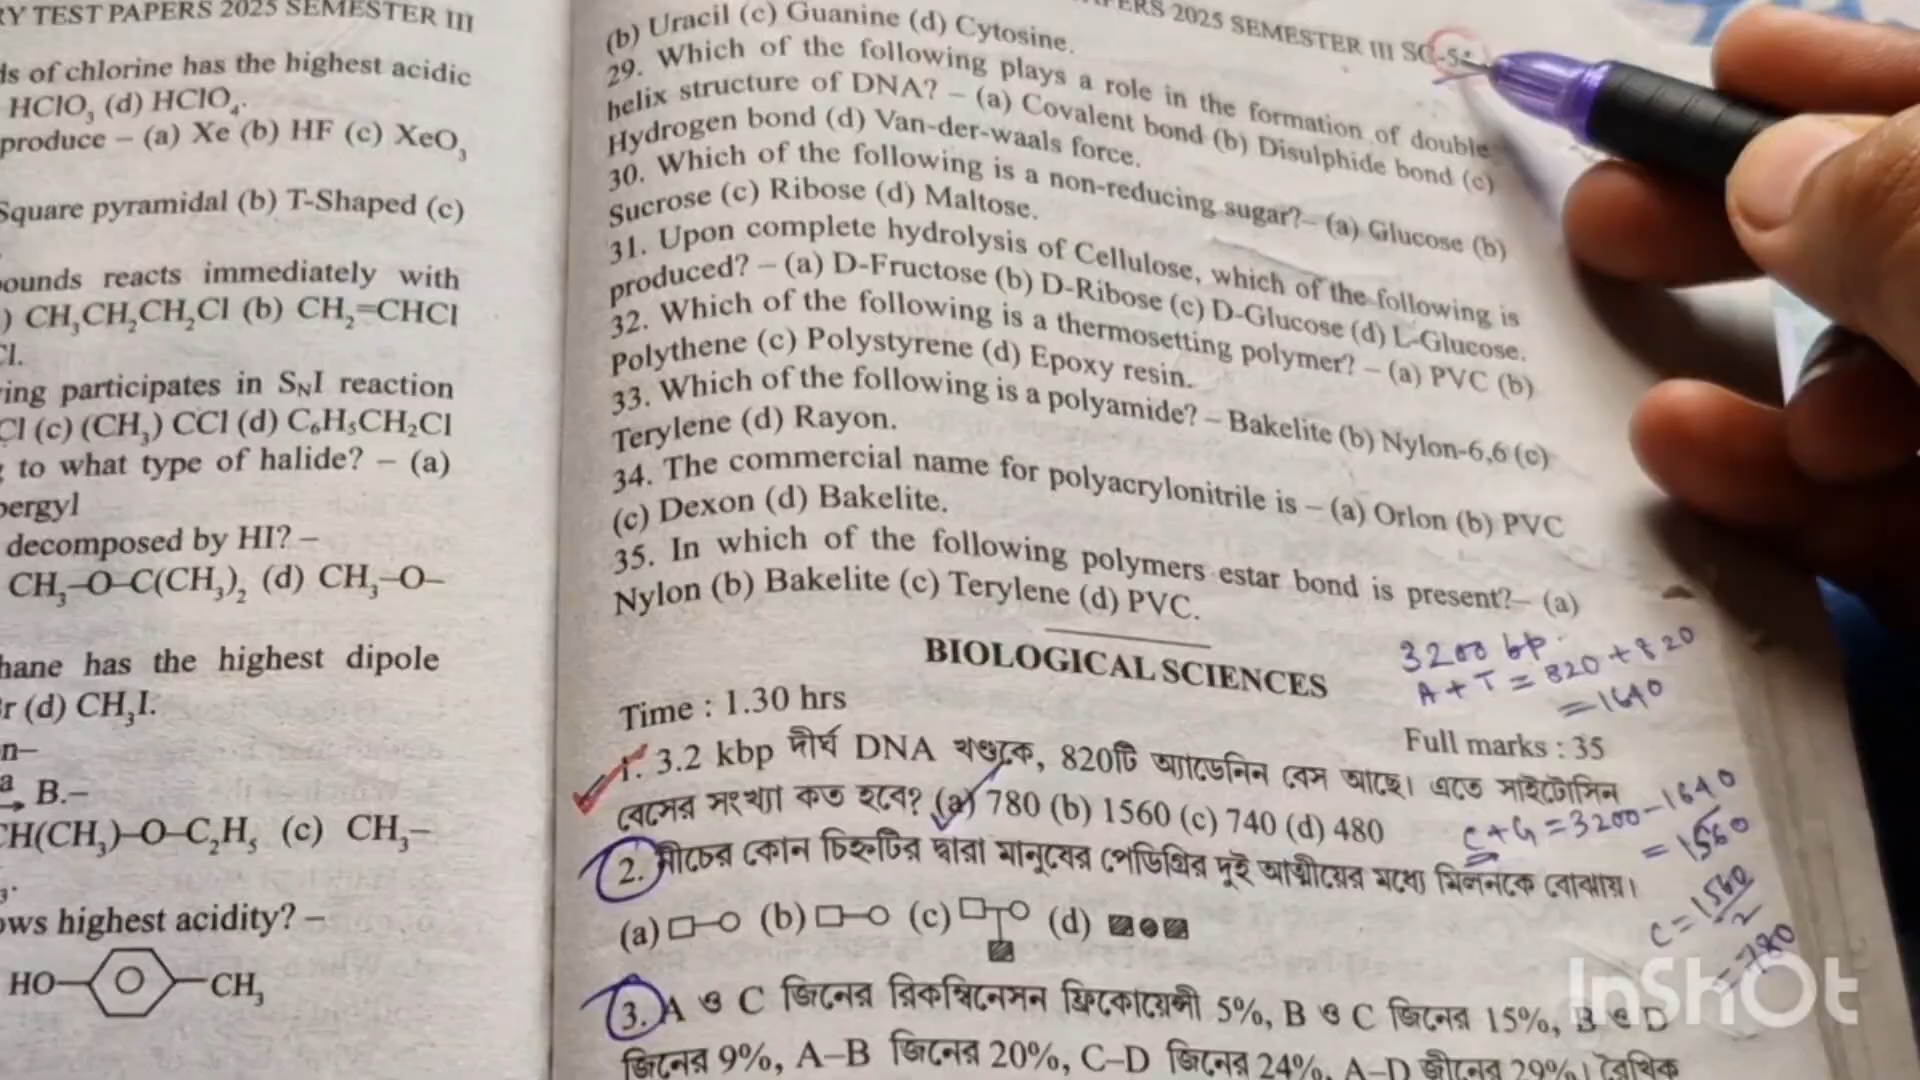 RY TEST PAPERS 2025 SEMESTER III
ds of chlorine has the highest acidic
HClO₃ (d) HClO₄.
produce – (a) Xe (b) HF (c) XeO₃
Square pyramidal (b) T-Shaped (c)
ounds reacts immediately with
) CH₃CH₂CH₂Cl (b) CH₂=CHCl
Cl.
ving participates in SN1 reaction
Cl (c) (CH₃) CCl (d) C₆H₅CH₂Cl
g to what type of halide? – (a)
pergyl
decomposed by HI? –
CH₃–O–C(CH₃)₂ (d) CH₃–O–
hane has the highest dipole
Br (d) CH₃I.
n–
a → B.–
CH(CH₃)–O–C₂H₅ (c) CH₃–
ows highest acidity? –
HO– –CH₃
PERS 2025 SEMESTER III SC-5
(b) Uracil (c) Guanine (d) Cytosine.
29. Which of the following plays a role in the formation of double
helix structure of DNA? – (a) Covalent bond (b) Disulphide bond (c)
Hydrogen bond (d) Van-der-waals force.
30. Which of the following is a non-reducing sugar?– (a) Glucose (b)
Sucrose (c) Ribose (d) Maltose.
31. Upon complete hydrolysis of Cellulose, which of the following is
produced? – (a) D-Fructose (b) D-Ribose (c) D-Glucose (d) L-Glucose.
32. Which of the following is a thermosetting polymer? – (a) PVC (b)
Polythene (c) Polystyrene (d) Epoxy resin.
33. Which of the following is a polyamide? – Bakelite (b) Nylon-6,6 (c)
Terylene (d) Rayon.
34. The commercial name for polyacrylonitrile is – (a) Orlon (b) PVC
(c) Dexon (d) Bakelite.
35. In which of the following polymers estar bond is present?– (a)
Nylon (b) Bakelite (c) Terylene (d) PVC.
BIOLOGICAL SCIENCES
3200 bp.
A + T = 820 + 820
= 1640
Time : 1.30 hrs
Full marks : 35
1. 3.2 kbp দীর্ঘ DNA খণ্ডকে, 820টি অ্যাডেনিন বেস আছে। এতে সাইটোসিন
বেসের সংখ্যা কত হবে? (a) 780 (b) 1560 (c) 740 (d) 480
C + G = 3200 – 1640
= 1560
2. নীচের কোন চিহ্নটির দ্বারা মানুষের পেডিগ্রির দুই আত্মীয়ের মধ্যে মিলনকে বোঝায়।
(a) (b) (c) (d)
C = 1560/2
= 780
3. A ও C জিনের রিকম্বিনেসন ফ্রিকোয়েন্সী 5%, B ও C জিনের 15%, B ও D
জিনের 9%, A–B জিনের 20%, C–D জিনের 24%, A–D জীনের 29%। রৈখিক
InShOt